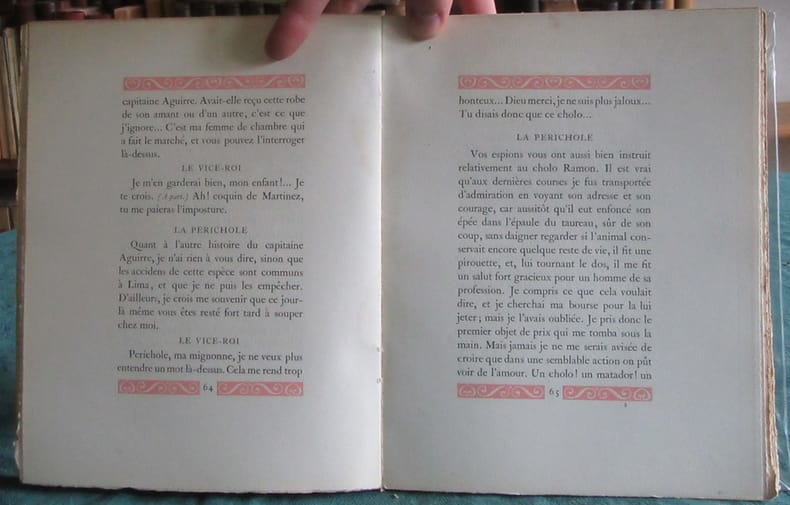 capitaine Aguirre. Avait-elle reçu cette robe
de son amant ou d'un autre, c'est ce que
j'ignore... C'est ma femme de chambre qui
a fait le marché, et vous pouvez l'interroger
là-dessus.
LE VICE-ROI
Je m'en garderai bien, mon enfant!... Je
te crois. (A part.) Ah! coquin de Martinez,
tu me paieras l'imposture.
LA PÉRICHOLE
Quant à l'autre histoire du capitaine
Aguirre, je n'ai rien à vous dire, sinon que
les accidens de cette espèce sont communs
à Lima, et que je ne puis les empêcher.
D'ailleurs, je crois me souvenir que ce jour-
là même vous êtes resté fort tard à souper
chez moi.
LE VICE-ROI
Perichole, ma mignonne, je ne veux plus
entendre un mot là-dessus. Cela me rend trop
64
honteux... Dieu merci, je ne suis plus jaloux...
Tu disais donc que ce cholo...
LA PERICHOLE
Vos espions vous ont aussi bien instruit
relativement au cholo Ramon. Il est vrai
qu'aux dernières courses je fus transportée
d'admiration en voyant son adresse et son
courage, car aussitôt qu'il eut enfoncé son
épée dans l'épaule du taureau, sûr de son
coup, sans daigner regarder si l'animal con-
servait encore quelque reste de vie, il fit une
pirouette, et, lui tournant le dos, il me fit
un salut fort gracieux pour un homme de sa
profession. Je compris ce que cela voulait
dire, et je cherchai ma bourse pour la lui
jeter; mais je l'avais oubliée. Je pris donc le
premier objet de prix qui me tomba sous la
main. Mais jamais je ne me serais avisée de
croire que dans une semblable action on pût
voir de l'amour. Un cholo! un matador! un
65